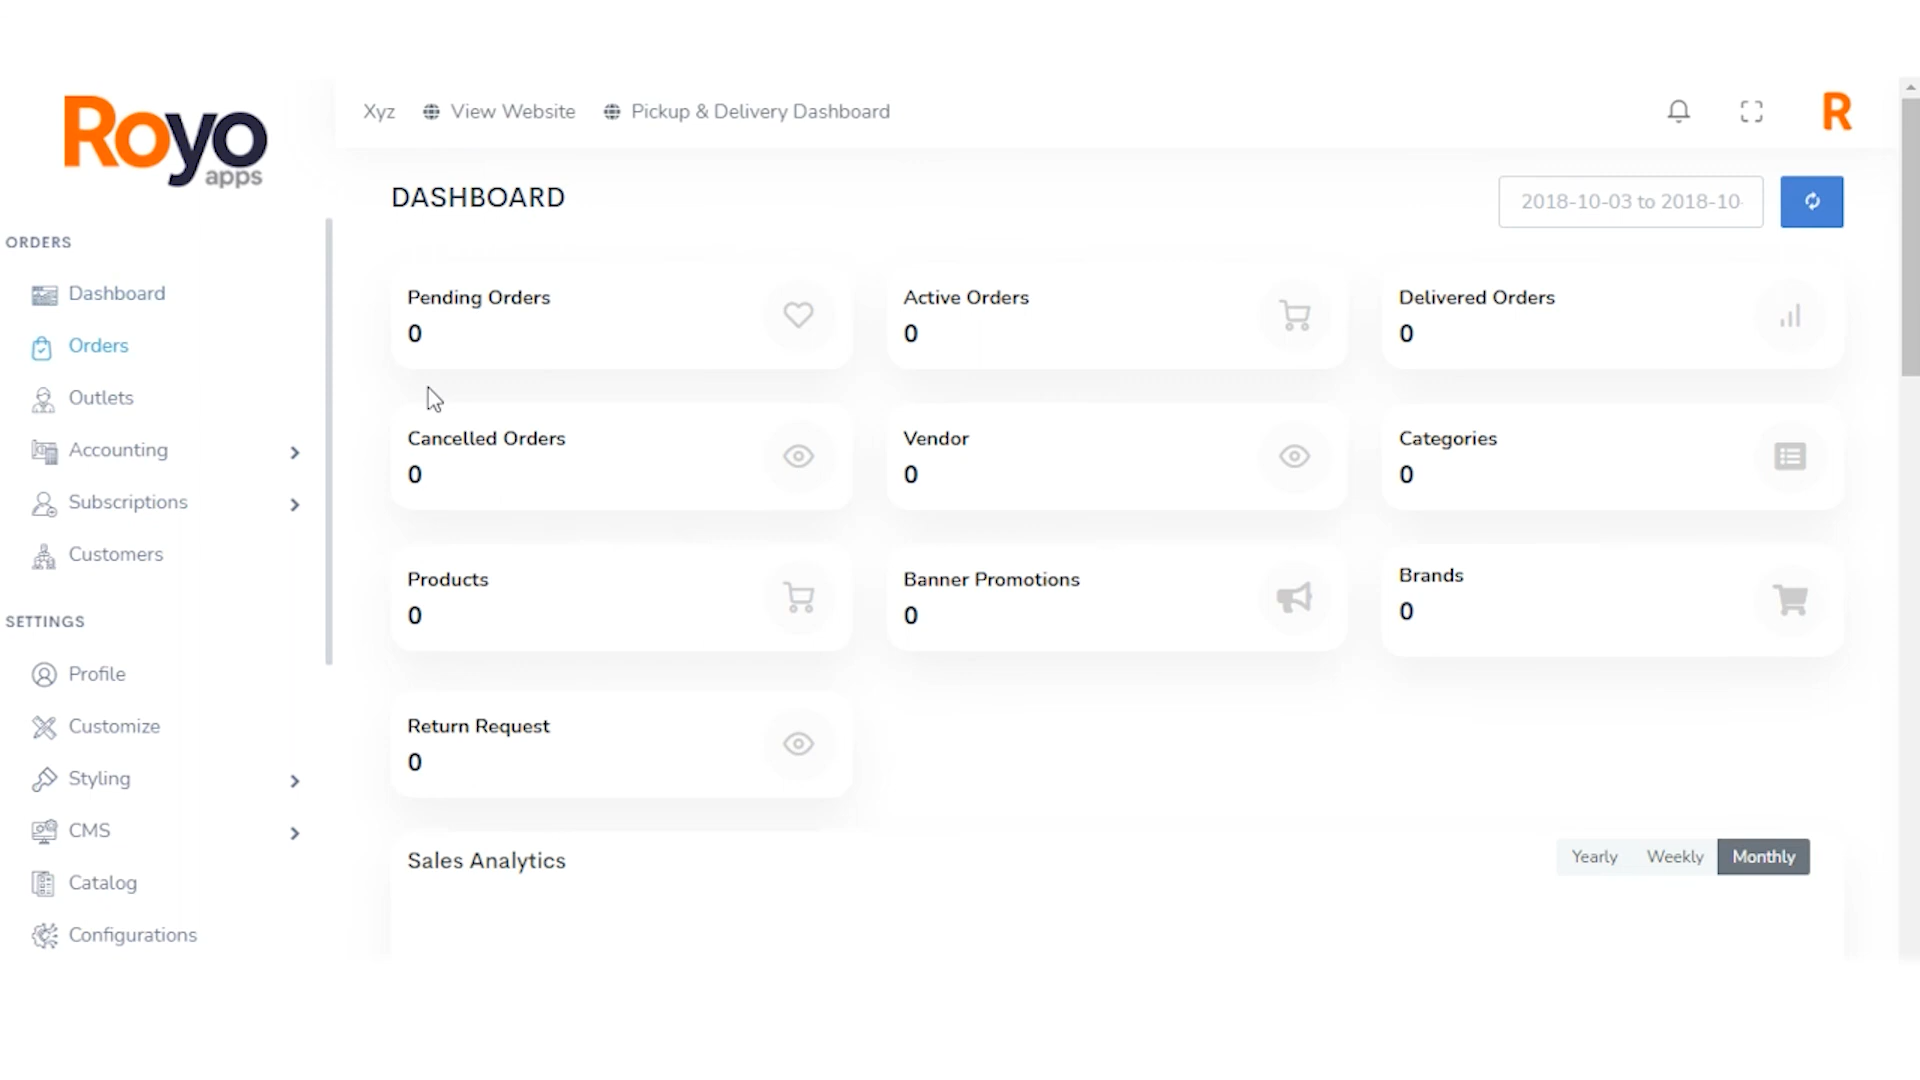 Royo
apps
Xyz View Website Pickup & Delivery Dashboard
R
DASHBOARD
2018-10-03 to 2018-10-
ORDERS
Dashboard
Orders
Outlets
Accounting
Subscriptions
Customers
SETTINGS
Profile
Customize
Styling
CMS
Catalog
Configurations
Pending Orders
0
Active Orders
0
Delivered Orders
0
Cancelled Orders
0
Vendor
0
Categories
0
Products
0
Banner Promotions
0
Brands
0
Return Request
0
Sales Analytics
Yearly Weekly Monthly